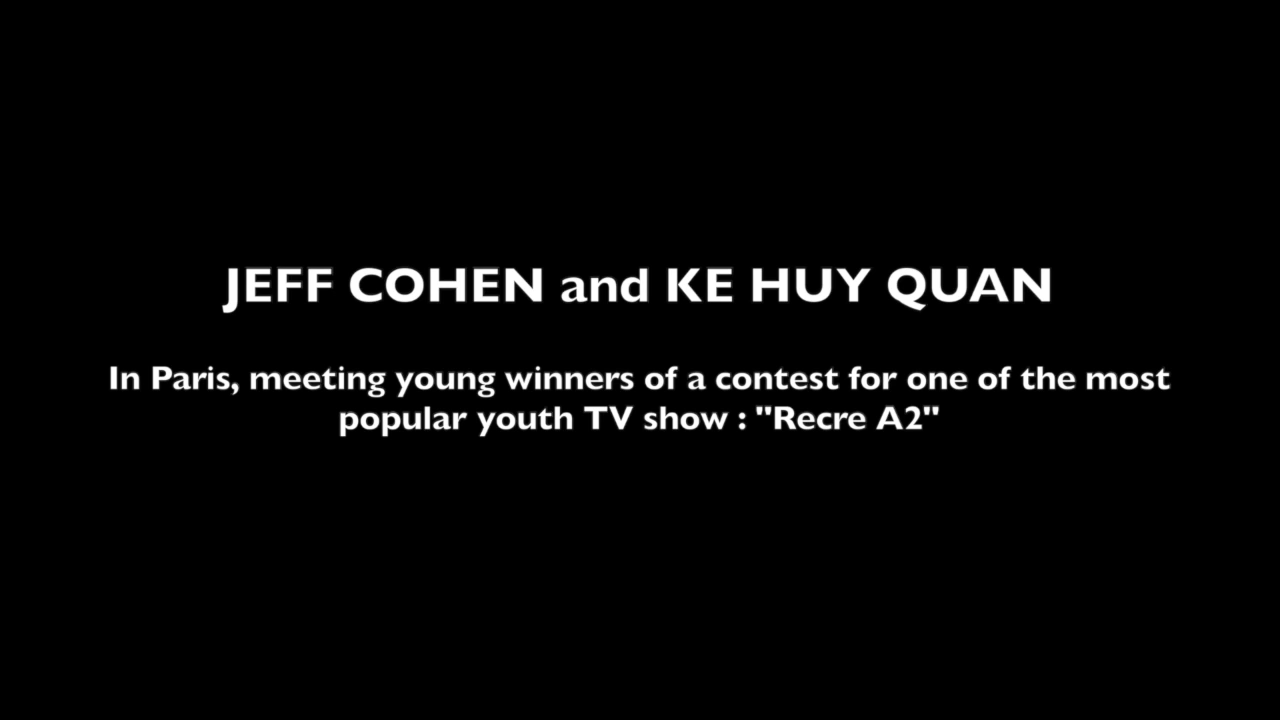 JEFF COHEN and KE HUY QUAN
In Paris, meeting young winners of a contest for one of the most
popular youth TV show : "Recre A2"